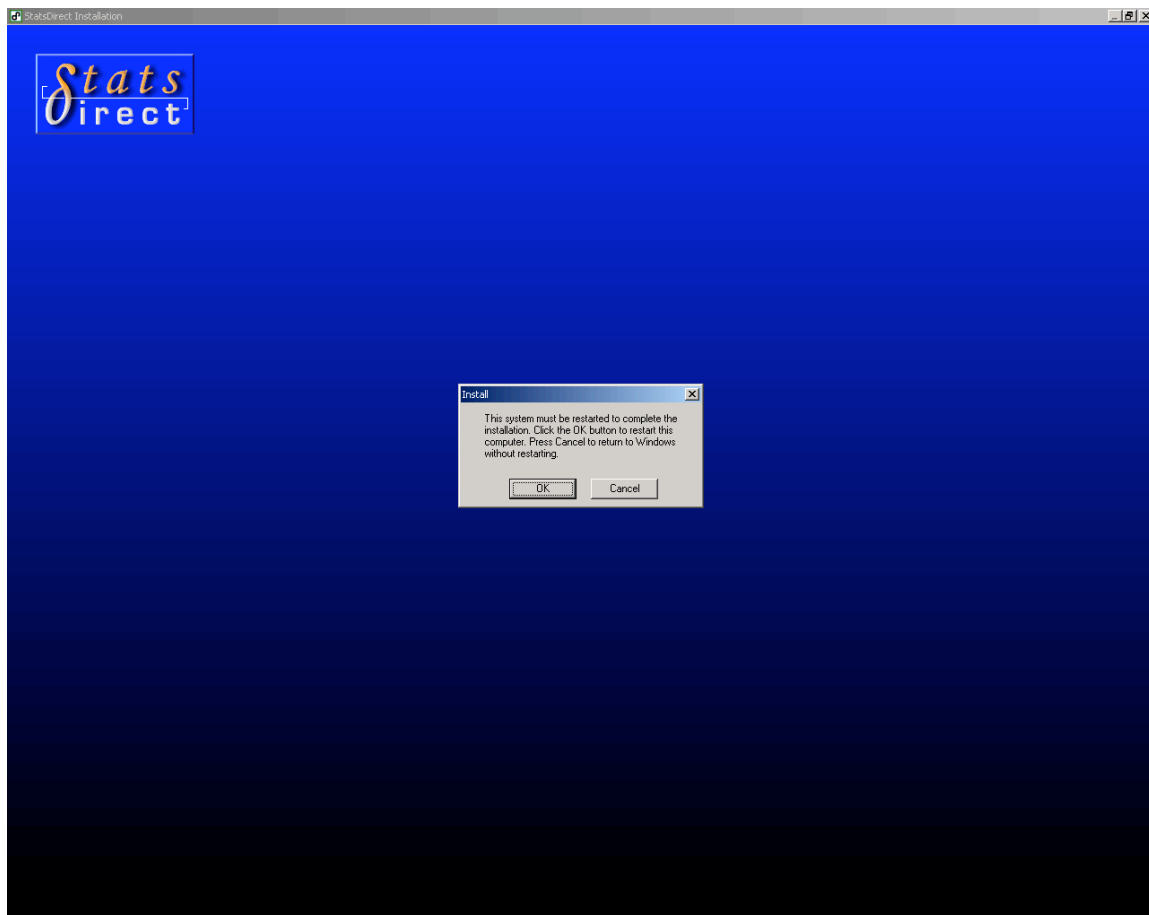 StatsDirect Installation
Stats
Direct
Install
This system must be restarted to complete the
installation. Click the OK button to restart this
computer. Press Cancel to return to Windows
without restarting.
OK
Cancel